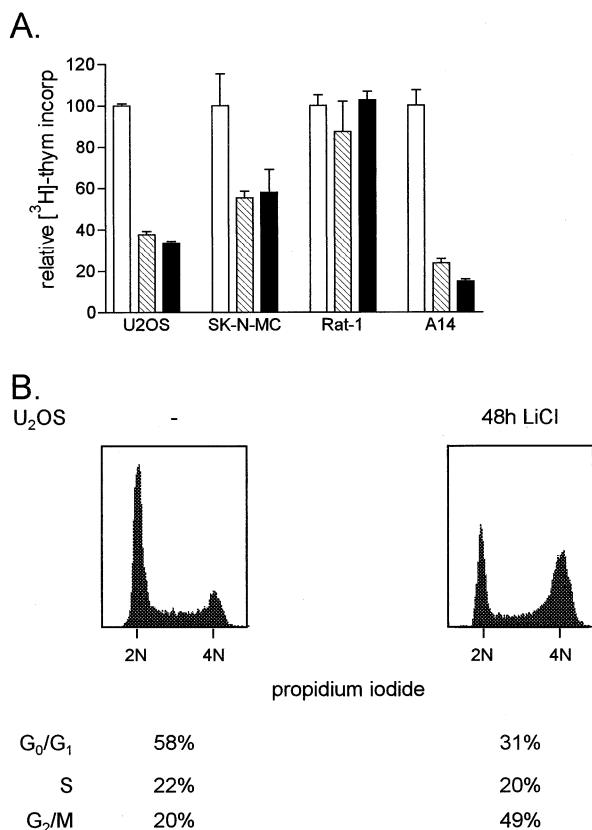 A.
relative [³H]-thym incorp
120
100
80
60
40
20
0
U2OS SK-N-MC Rat-1 A14
B.
U₂OS - 48h LiCl
2N 4N 2N 4N
propidium iodide
G₀/G₁ 58% 31%
S 22% 20%
G₂/M 20% 49%